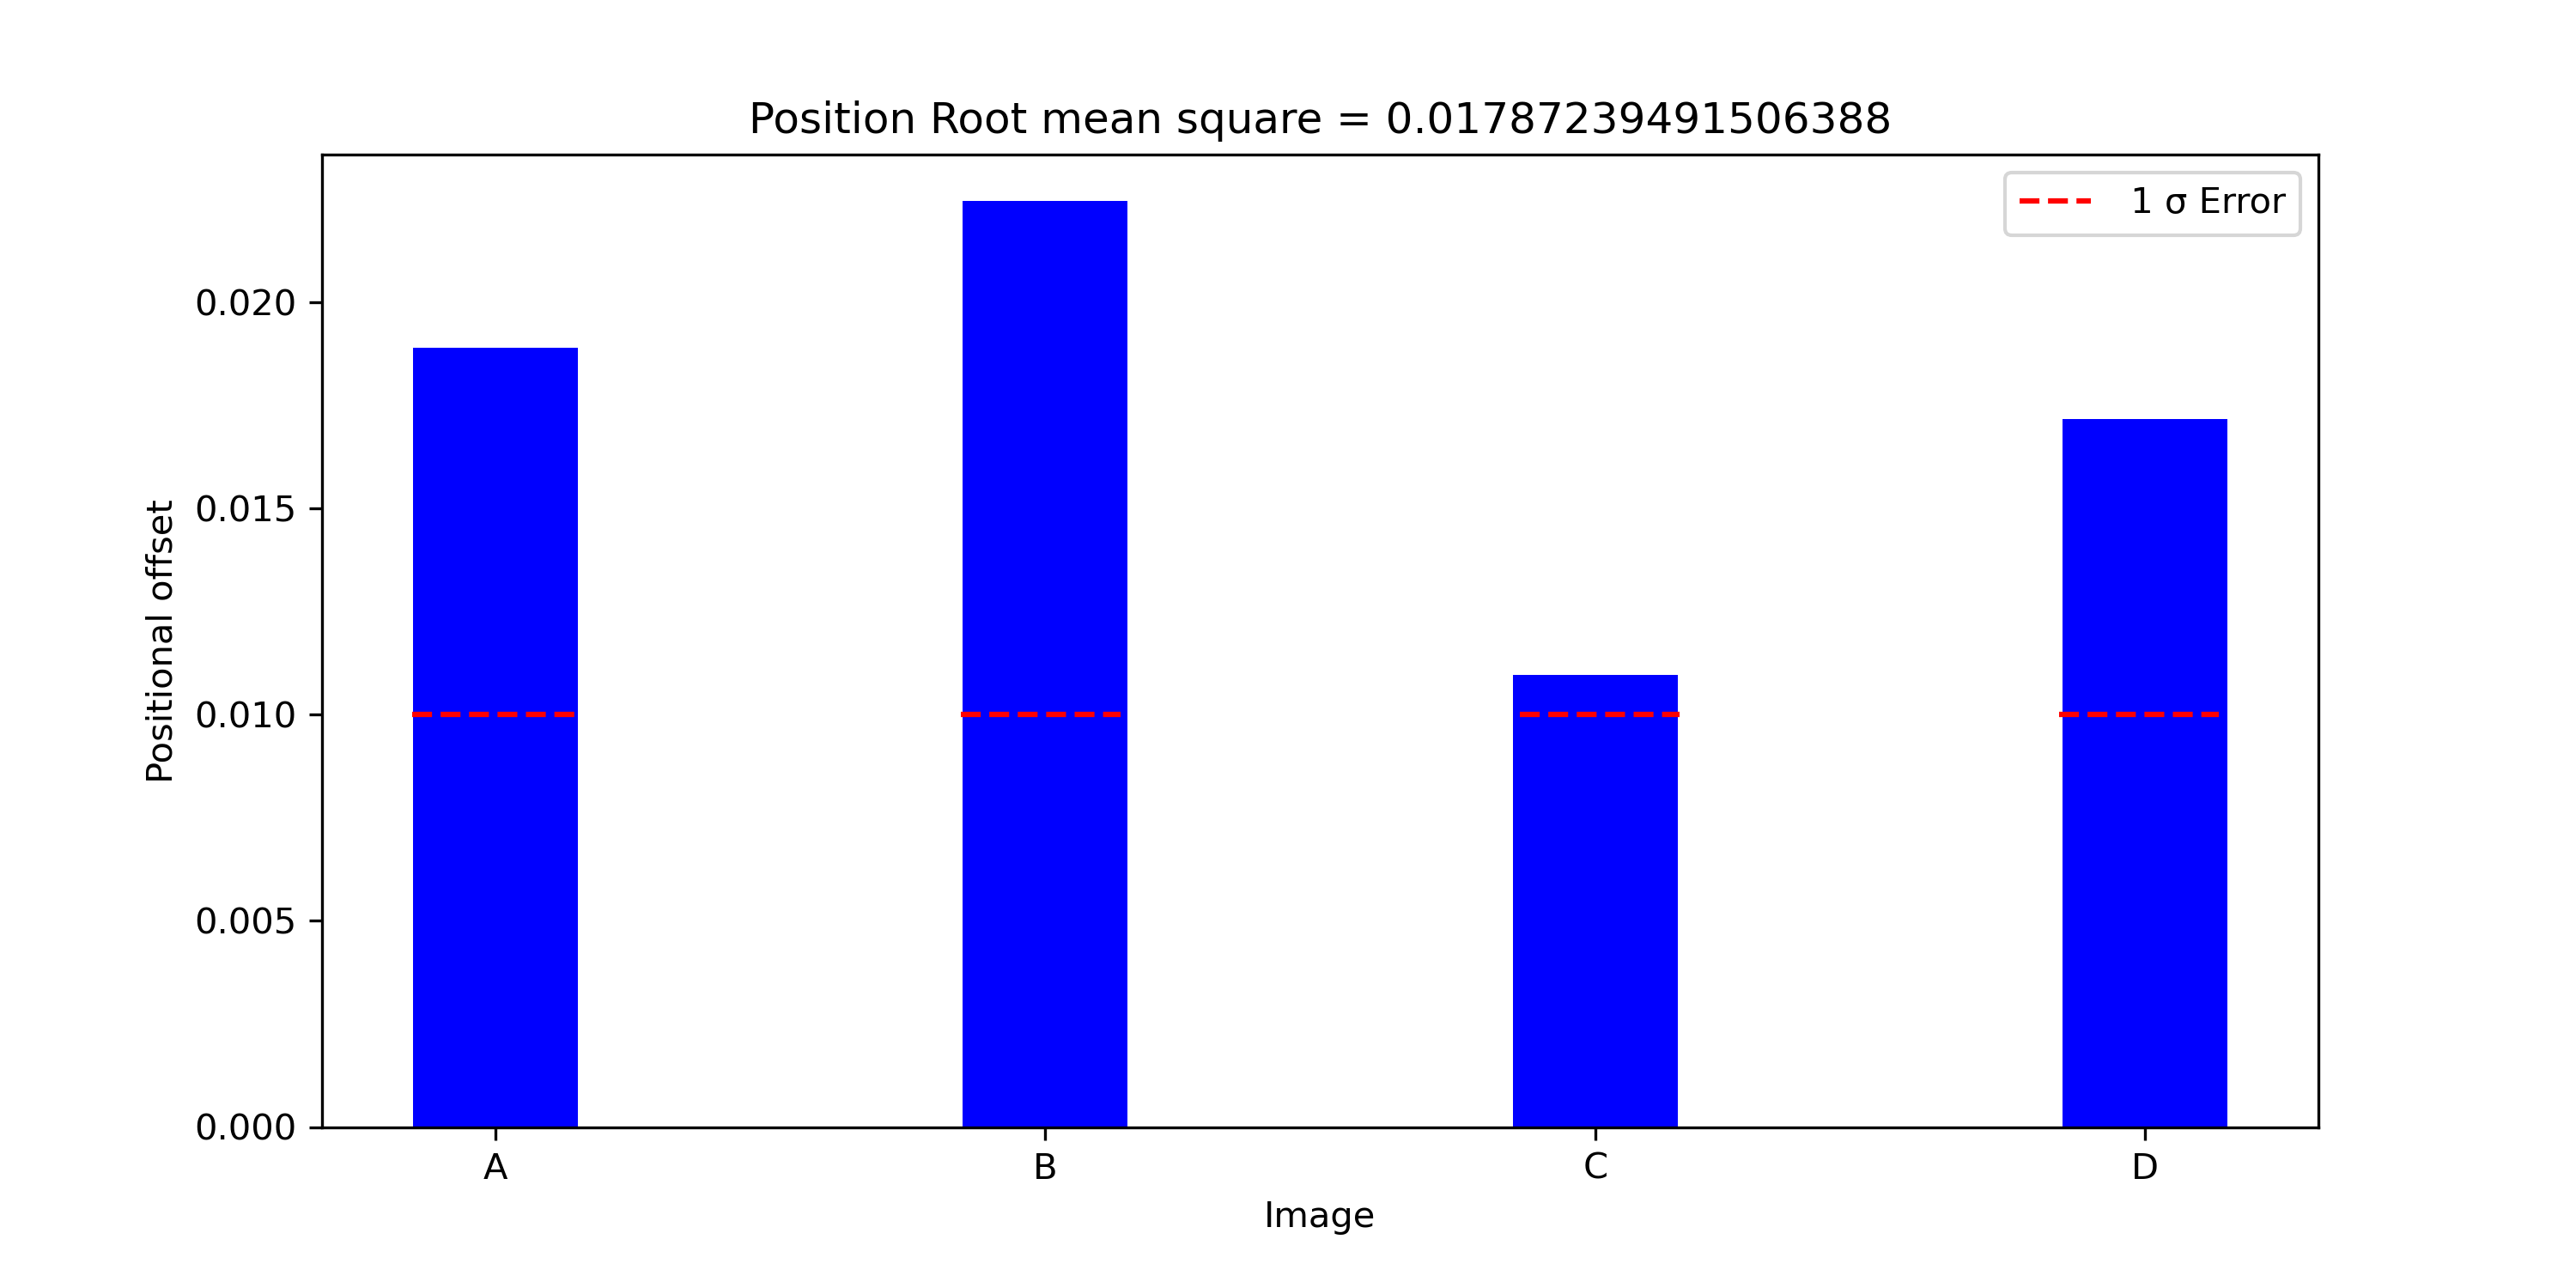 Position Root mean square = 0.01787239491506388
1 σ Error
0.020
0.015
0.010
0.005
0.000
Positional offset
A
B
C
D
Image